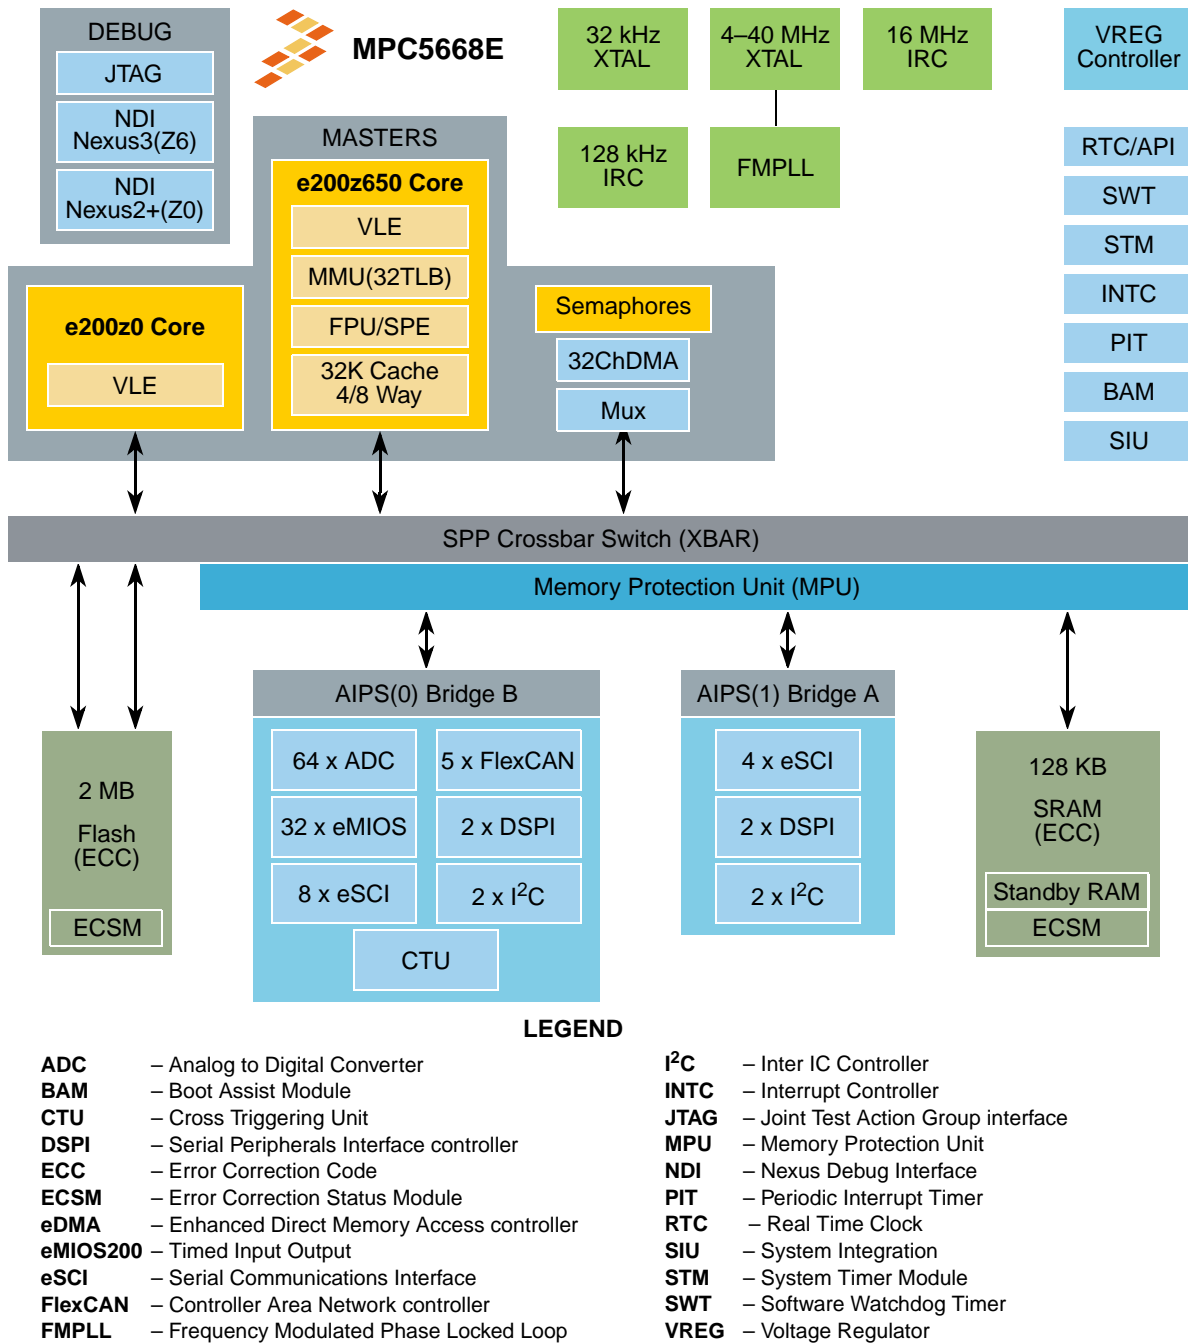 DEBUG
JTAG
NDI
Nexus3(Z6)
NDI
Nexus2+(Z0)
MPC5668E
32 kHz
XTAL
4–40 MHz
XTAL
16 MHz
IRC
128 kHz
IRC
FMPLL
VREG
Controller
RTC/API
SWT
STM
INTC
PIT
BAM
SIU
MASTERS
e200z650 Core
VLE
MMU(32TLB)
FPU/SPE
32K Cache
4/8 Way
e200z0 Core
VLE
Semaphores
32ChDMA
Mux
SPP Crossbar Switch (XBAR)
Memory Protection Unit (MPU)
2 MB
Flash
(ECC)
ECSM
AIPS(0) Bridge B
64 x ADC
5 x FlexCAN
32 x eMIOS
2 x DSPI
8 x eSCI
2 x I²C
CTU
AIPS(1) Bridge A
4 x eSCI
2 x DSPI
2 x I²C
128 KB
SRAM
(ECC)
Standby RAM
ECSM
LEGEND
ADC – Analog to Digital Converter
BAM – Boot Assist Module
CTU – Cross Triggering Unit
DSPI – Serial Peripherals Interface controller
ECC – Error Correction Code
ECSM – Error Correction Status Module
eDMA – Enhanced Direct Memory Access controller
eMIOS200 – Timed Input Output
eSCI – Serial Communications Interface
FlexCAN – Controller Area Network controller
FMPLL – Frequency Modulated Phase Locked Loop
I²C – Inter IC Controller
INTC – Interrupt Controller
JTAG – Joint Test Action Group interface
MPU – Memory Protection Unit
NDI – Nexus Debug Interface
PIT – Periodic Interrupt Timer
RTC – Real Time Clock
SIU – System Integration
STM – System Timer Module
SWT – Software Watchdog Timer
VREG – Voltage Regulator